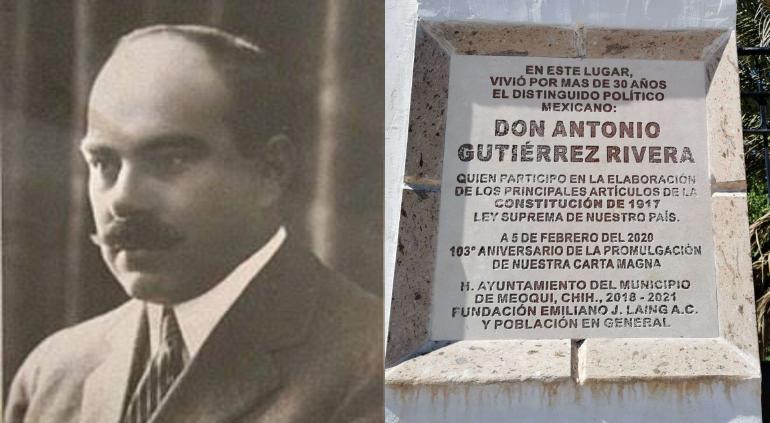 EN ESTE LUGAR,
VIVIÓ POR MAS DE 30 AÑOS
EL DISTINGUIDO POLÍTICO
MEXICANO:
DON ANTONIO
GUTIÉRREZ RIVERA
QUIEN PARTICIPO EN LA ELABORACIÓN
DE LOS PRINCIPALES ARTÍCULOS DE LA
CONSTITUCIÓN DE 1917
LEY SUPREMA DE NUESTRO PAÍS.
A 5 DE FEBRERO DEL 2020
103° ANIVERSARIO DE LA PROMULGACIÓN
DE NUESTRA CARTA MAGNA
H. AYUNTAMIENTO DEL MUNICIPIO
DE MEOQUI, CHIH., 2018 - 2021
FUNDACIÓN EMILIANO J. LAING A.C.
Y POBLACIÓN EN GENERAL